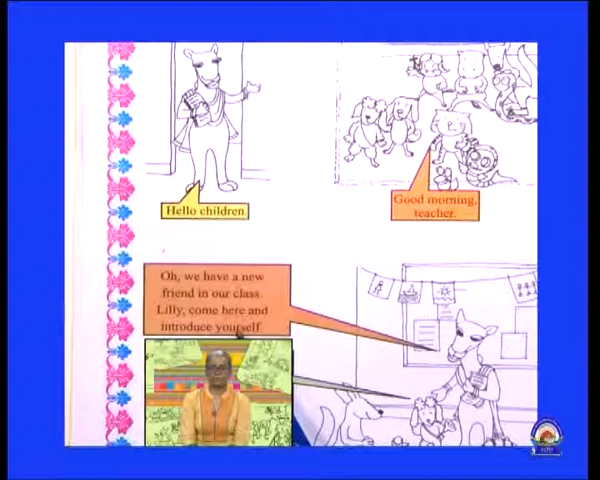 Hello children.
Good morning,
teacher.
Oh, we have a new
friend in our class.
Lilly, come here and
introduce yourself.